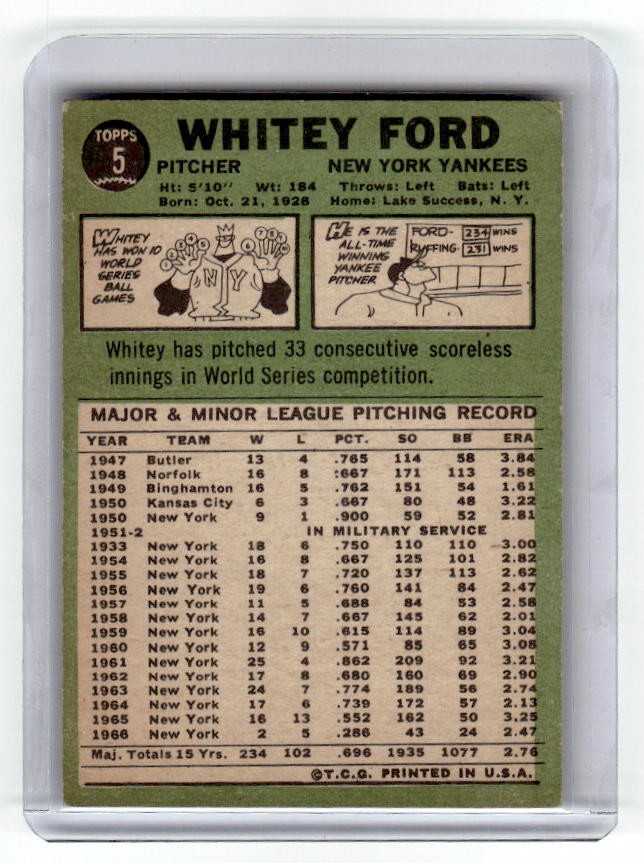 TOPPS
5
WHITEY FORD
PITCHER NEW YORK YANKEES
Ht: 5'10" Wt: 184 Throws: Left Bats: Left
Born: Oct. 21, 1928 Home: Lake Success, N. Y.
WHITEY
HAS WON 10
WORLD
SERIES
BALL
GAMES
NY
HE IS THE
ALL-TIME
WINNING
YANKEE
PITCHER
FORD- 234 WINS
RUFFING- 231 WINS
Whitey has pitched 33 consecutive scoreless
innings in World Series competition.
MAJOR & MINOR LEAGUE PITCHING RECORD
YEAR TEAM W L PCT. SO BB ERA
1947 Butler 13 4 .765 114 58 3.84
1948 Norfolk 16 8 .667 171 113 2.58
1949 Binghamton 16 5 .762 151 54 1.61
1950 Kansas City 6 3 .667 80 48 3.22
1950 New York 9 1 .900 59 52 2.81
1951-2 IN MILITARY SERVICE
1933 New York 18 6 .750 110 110 3.00
1954 New York 16 8 .667 125 101 2.82
1955 New York 18 7 .720 137 113 2.62
1956 New York 19 6 .760 141 84 2.47
1957 New York 11 5 .688 84 53 2.58
1958 New York 14 7 .667 145 62 2.01
1959 New York 16 10 .615 114 89 3.04
1960 New York 12 9 .571 85 65 3.08
1961 New York 25 4 .862 209 92 3.21
1962 New York 17 8 .680 160 69 2.90
1963 New York 24 7 .774 189 56 2.74
1964 New York 17 6 .739 172 57 2.13
1965 New York 16 13 .552 162 50 3.25
1966 New York 2 5 .286 43 24 2.47
Maj. Totals 15 Yrs. 234 102 .696 1935 1077 2.76
©T.C.G. PRINTED IN U.S.A.